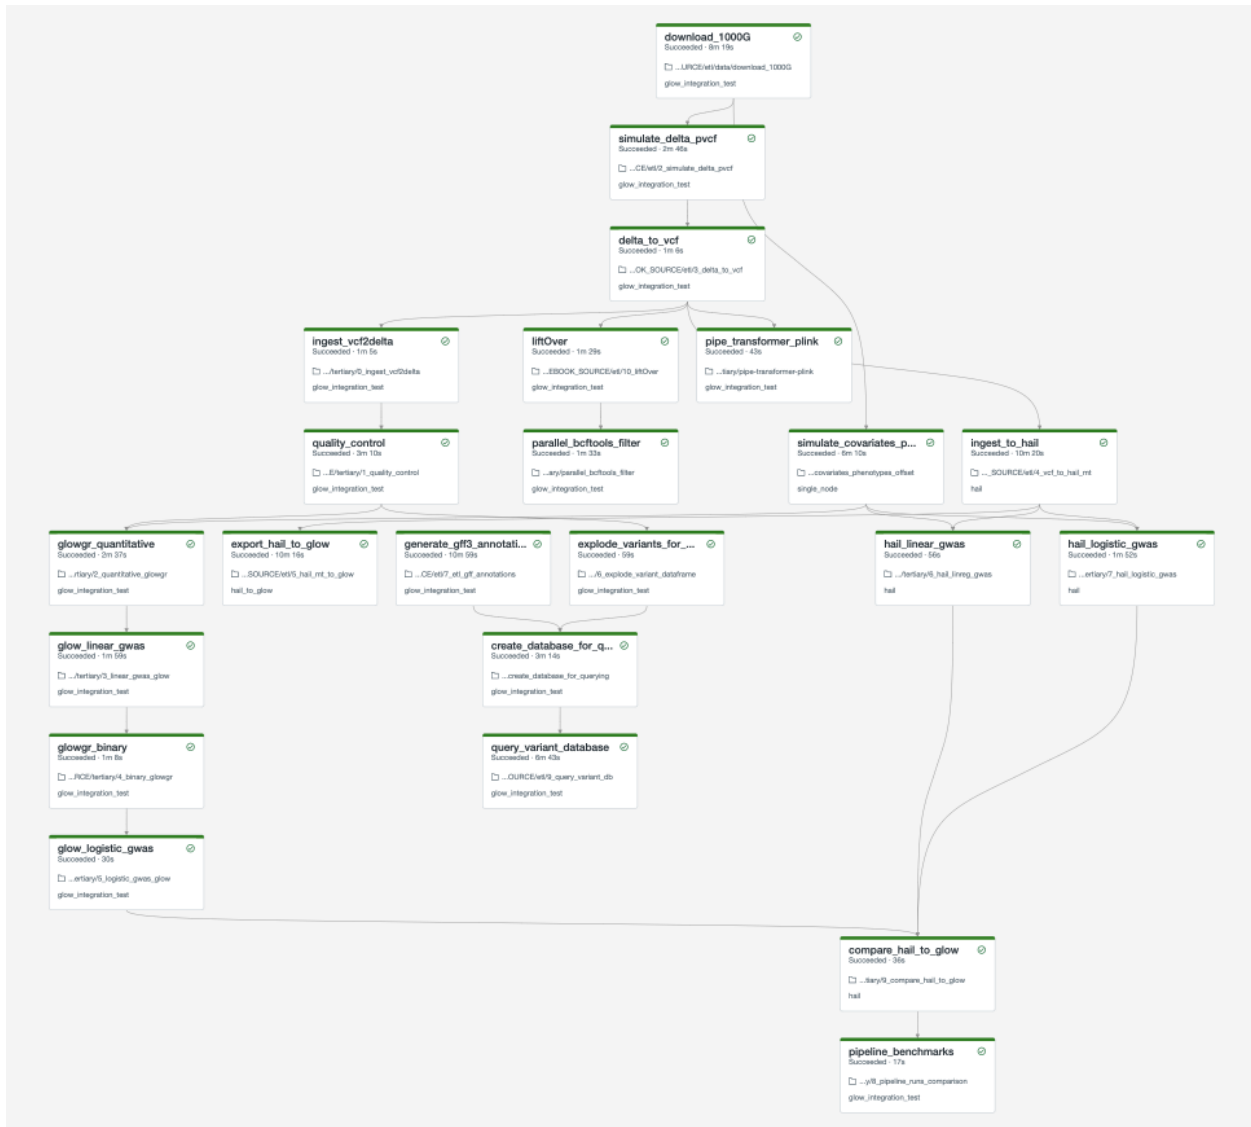 download_1000G
Succeeded · 8m 19s
...URCE/etl/data/download_1000G
glow_integration_test
simulate_delta_pvcf
Succeeded · 2m 46s
...CE/etl/2_simulate_delta_pvcf
glow_integration_test
delta_to_vcf
Succeeded · 1m 6s
...OK_SOURCE/etl/3_delta_to_vcf
glow_integration_test
ingest_vcf2delta
Succeeded · 1m 5s
.../tertiary/0_ingest_vcf2delta
glow_integration_test
liftOver
Succeeded · 1m 29s
...EBOOK_SOURCE/etl/10_liftOver
glow_integration_test
pipe_transformer_plink
Succeeded · 43s
...tiary/pipe-transformer-plink
glow_integration_test
quality_control
Succeeded · 3m 10s
...E/tertiary/1_quality_control
glow_integration_test
parallel_bcftools_filter
Succeeded · 1m 33s
...ary/parallel_bcftools_filter
glow_integration_test
simulate_covariates_p...
Succeeded · 6m 10s
...covariates_phenotypes_offset
single_node
ingest_to_hail
Succeeded · 10m 20s
..._SOURCE/etl/4_vcf_to_hail_mt
hail
glowgr_quantitative
Succeeded · 2m 37s
...rtiary/2_quantitative_glowgr
glow_integration_test
export_hail_to_glow
Succeeded · 10m 16s
...SOURCE/etl/5_hail_mt_to_glow
hail_to_glow
generate_gff3_annotati...
Succeeded · 10m 59s
...CE/etl/7_etl_gff_annotations
glow_integration_test
explode_variants_for_...
Succeeded · 59s
.../6_explode_variant_dataframe
glow_integration_test
hail_linear_gwas
Succeeded · 56s
.../tertiary/6_hail_linreg_gwas
hail
hail_logistic_gwas
Succeeded · 1m 52s
...ertiary/7_hail_logistic_gwas
hail
glow_linear_gwas
Succeeded · 1m 59s
.../tertiary/3_linear_gwas_glow
glow_integration_test
create_database_for_q...
Succeeded · 3m 14s
...create_database_for_querying
glow_integration_test
glowgr_binary
Succeeded · 1m 8s
...RCE/tertiary/4_binary_glowgr
glow_integration_test
query_variant_database
Succeeded · 6m 43s
...OURCE/etl/9_query_variant_db
glow_integration_test
glow_logistic_gwas
Succeeded · 30s
...ertiary/5_logistic_gwas_glow
glow_integration_test
compare_hail_to_glow
Succeeded · 36s
...tiary/9_compare_hail_to_glow
hail
pipeline_benchmarks
Succeeded · 17s
...y/8_pipeline_runs_comparison
glow_integration_test